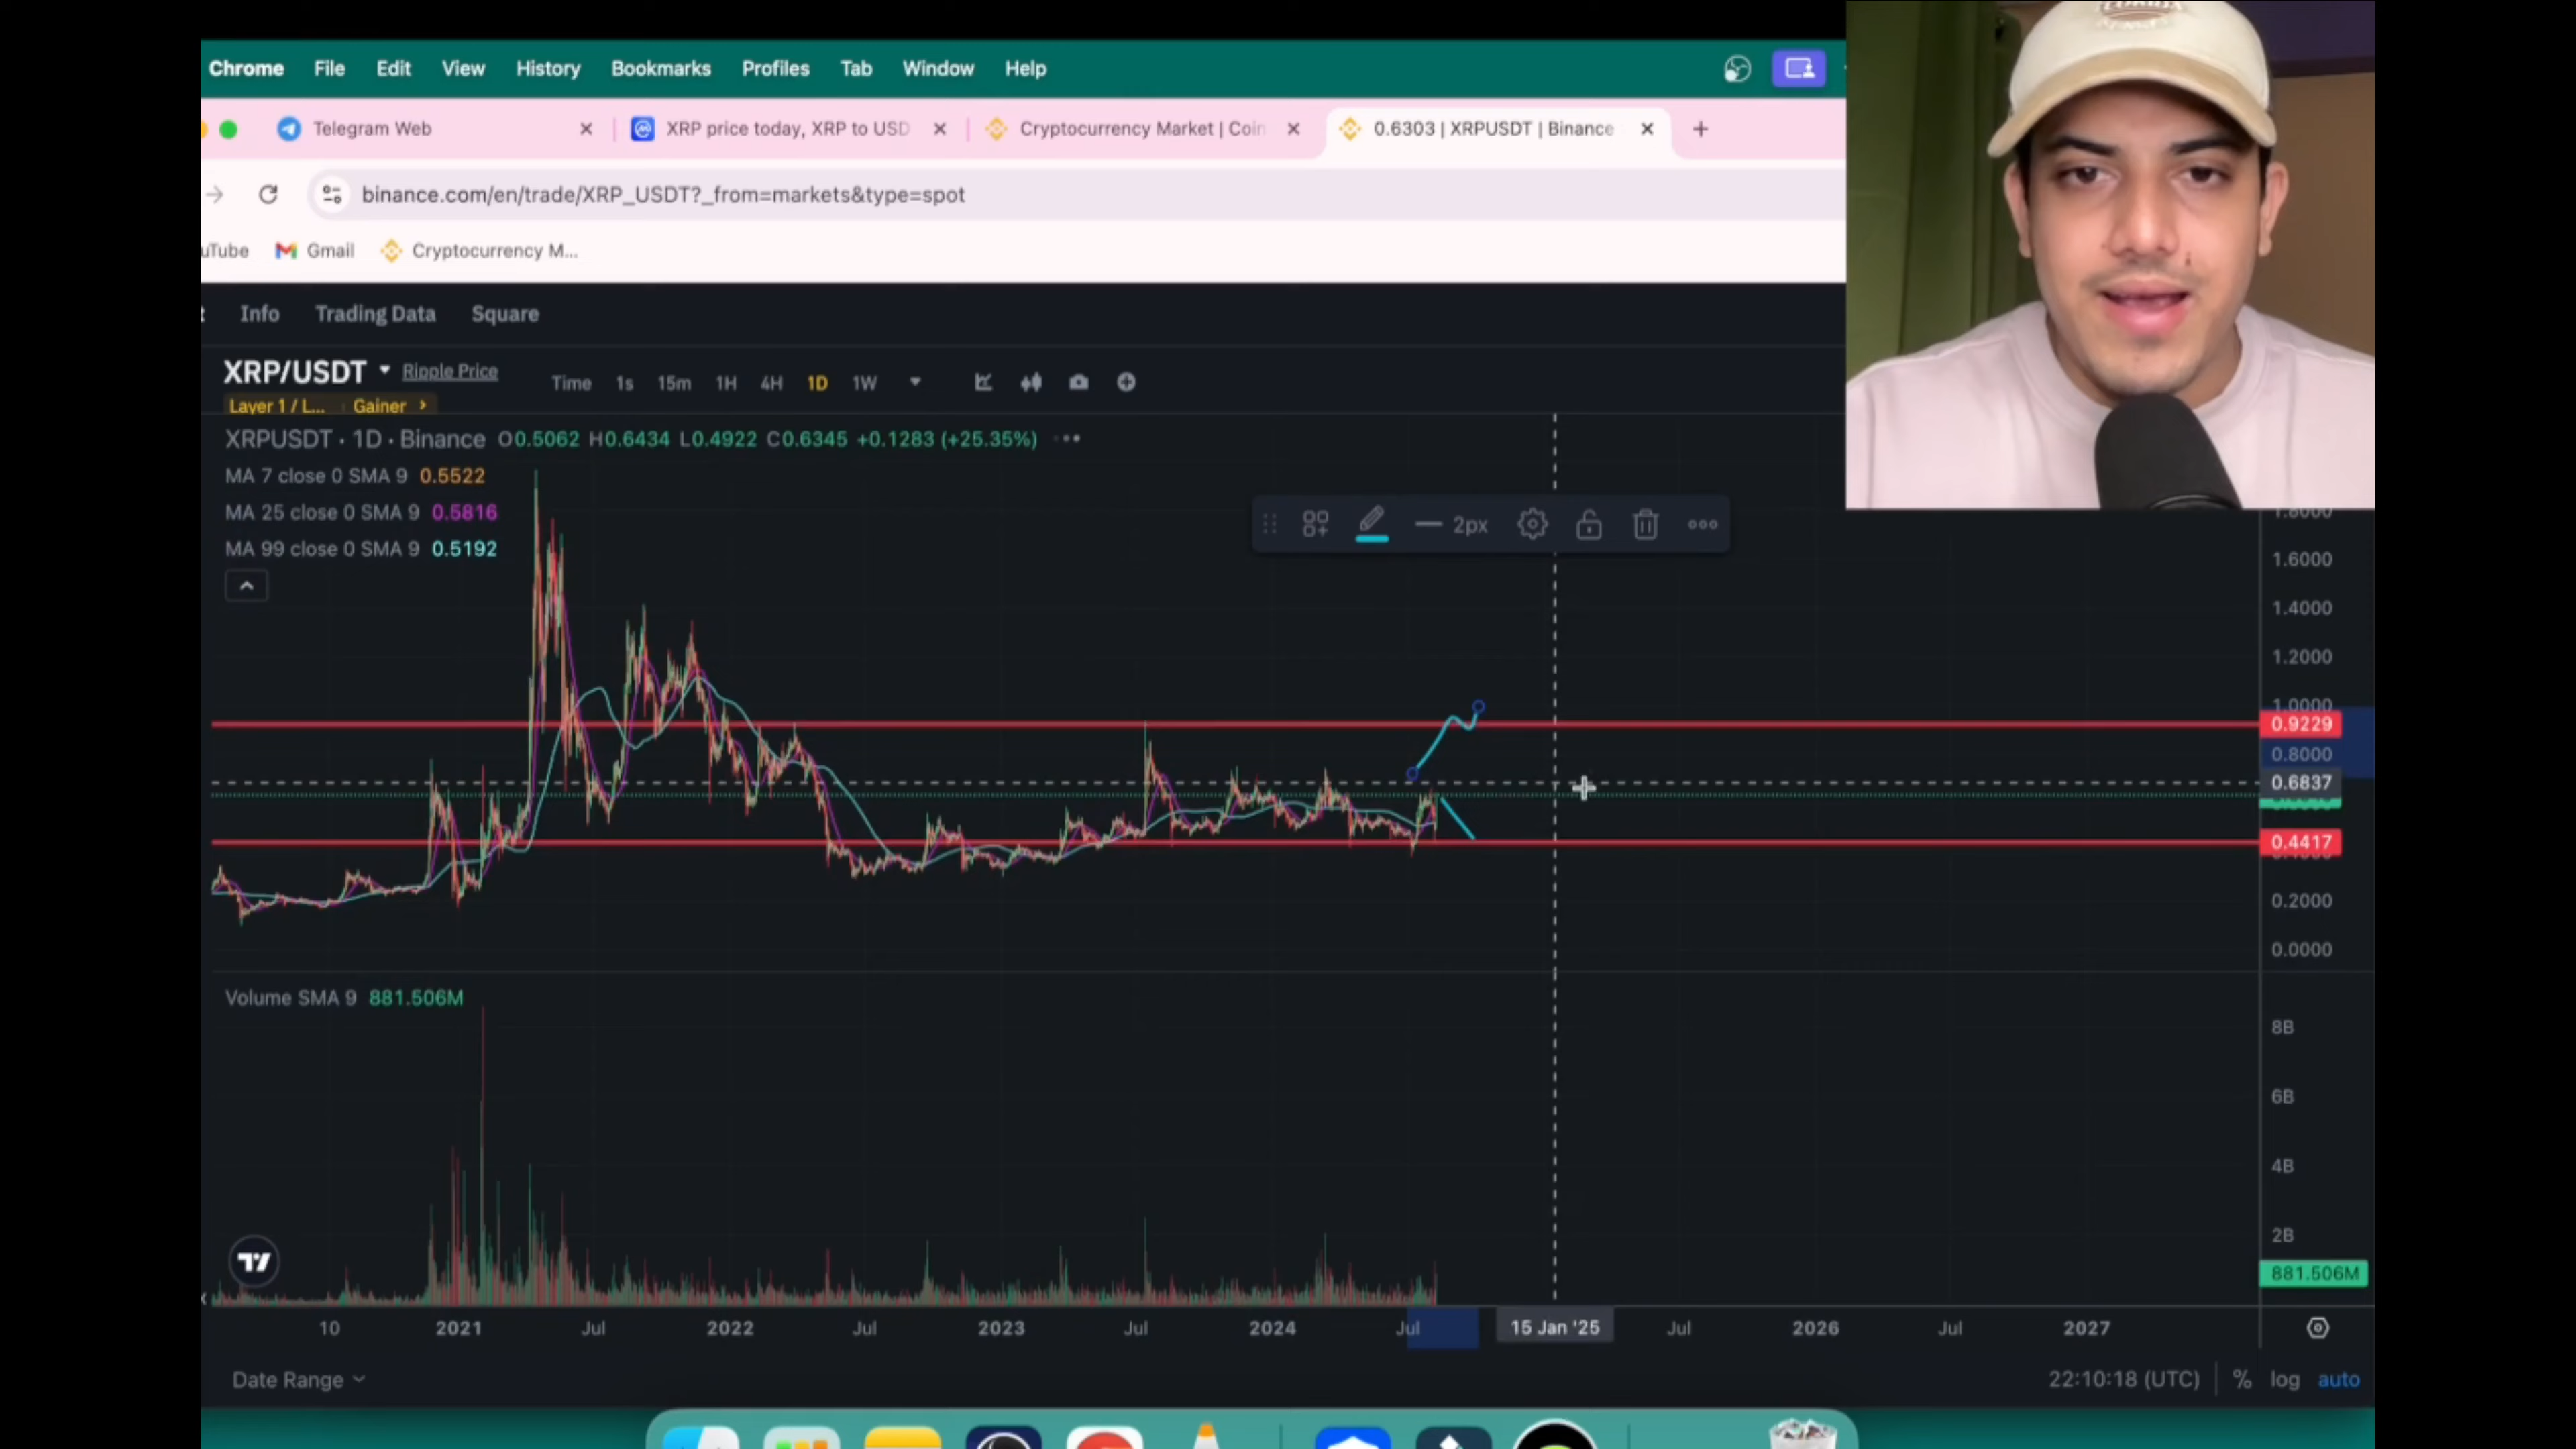 Chrome File Edit View History Bookmarks Profiles Tab Window Help
Telegram Web XRP price today, XRP to USD Cryptocurrency Market | Coin 0.6303 | XRPUSDT | Binance
binance.com/en/trade/XRP_USDT?_from=markets&type=spot
uTube Gmail Cryptocurrency M...
Info Trading Data Square
XRP/USDT Ripple Price Time 1s 15m 1H 4H 1D 1W
Layer 1 / L... Gainer
XRPUSDT · 1D · Binance O0.5062 H0.6434 L0.4922 C0.6345 +0.1283 (+25.35%)
MA 7 close 0 SMA 9 0.5522
MA 25 close 0 SMA 9 0.5816
MA 99 close 0 SMA 9 0.5192
2px
1.6000
1.4000
1.2000
1.0000
0.9229
0.8000
0.6837
0.4417
0.2000
0.0000
Volume SMA 9 881.506M
8B
6B
4B
2B
881.506M
10 2021 Jul 2022 Jul 2023 Jul 2024 Jul 15 Jan '25 Jul 2026 Jul 2027
Date Range 22:10:18 (UTC) % log auto